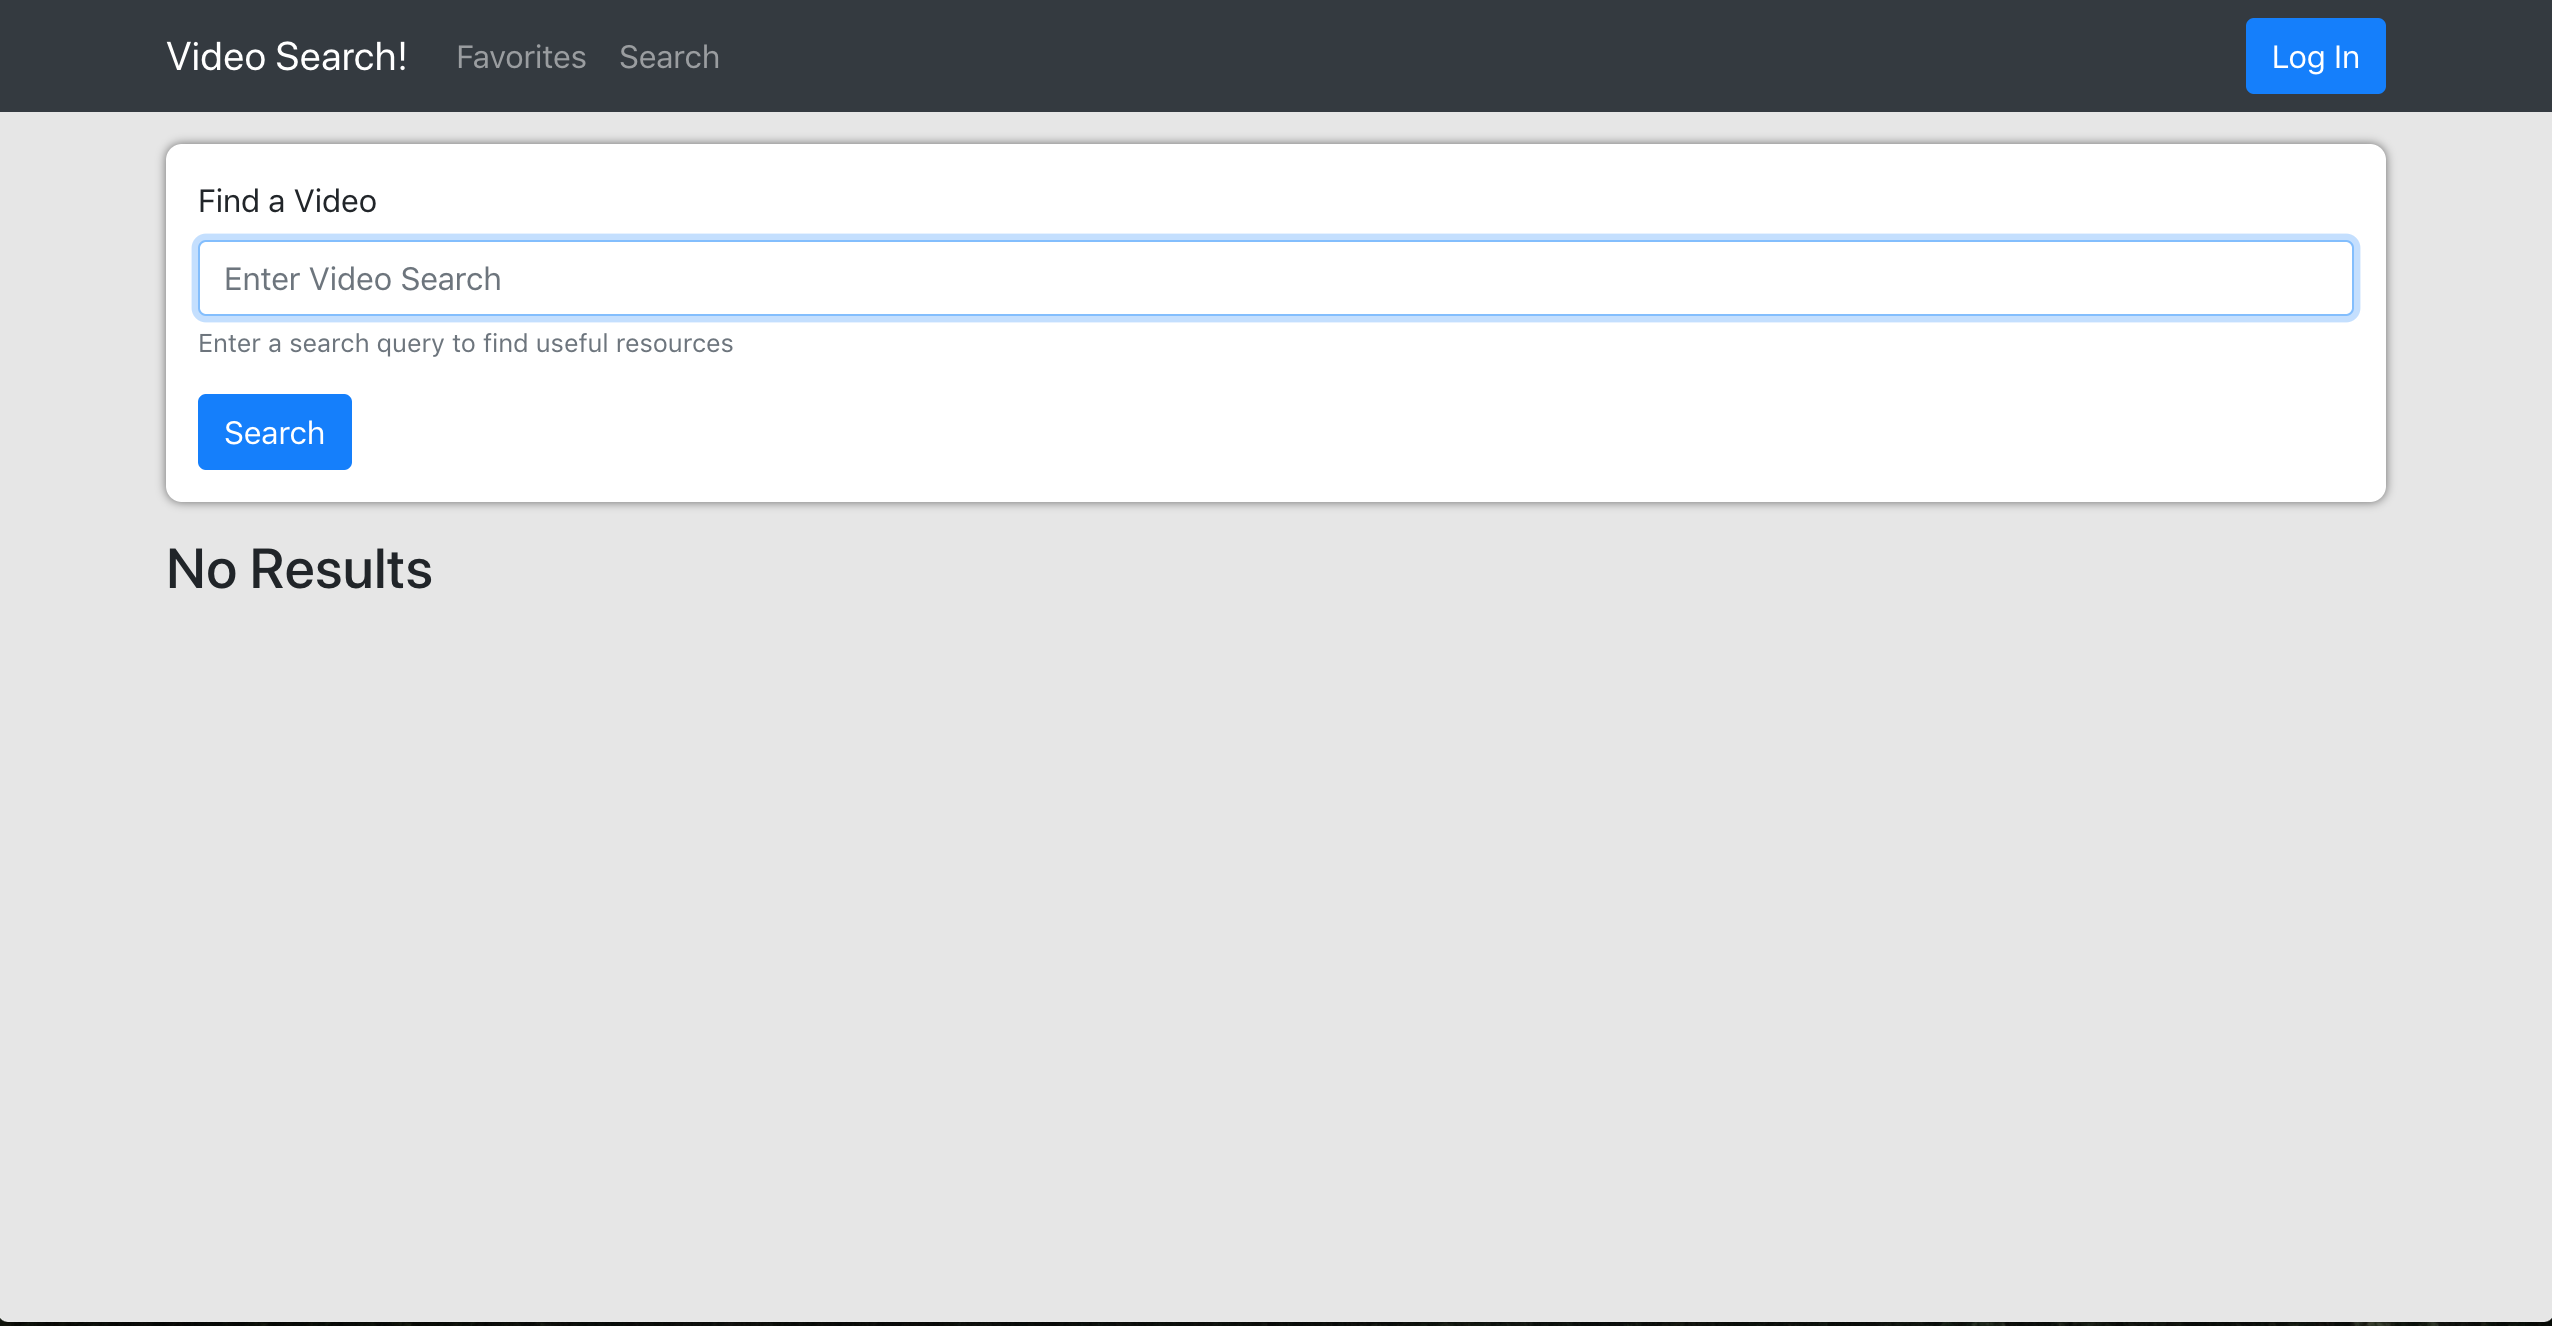 Video Search! Favorites Search Log In
Find a Video
Enter Video Search
Enter a search query to find useful resources
Search
No Results